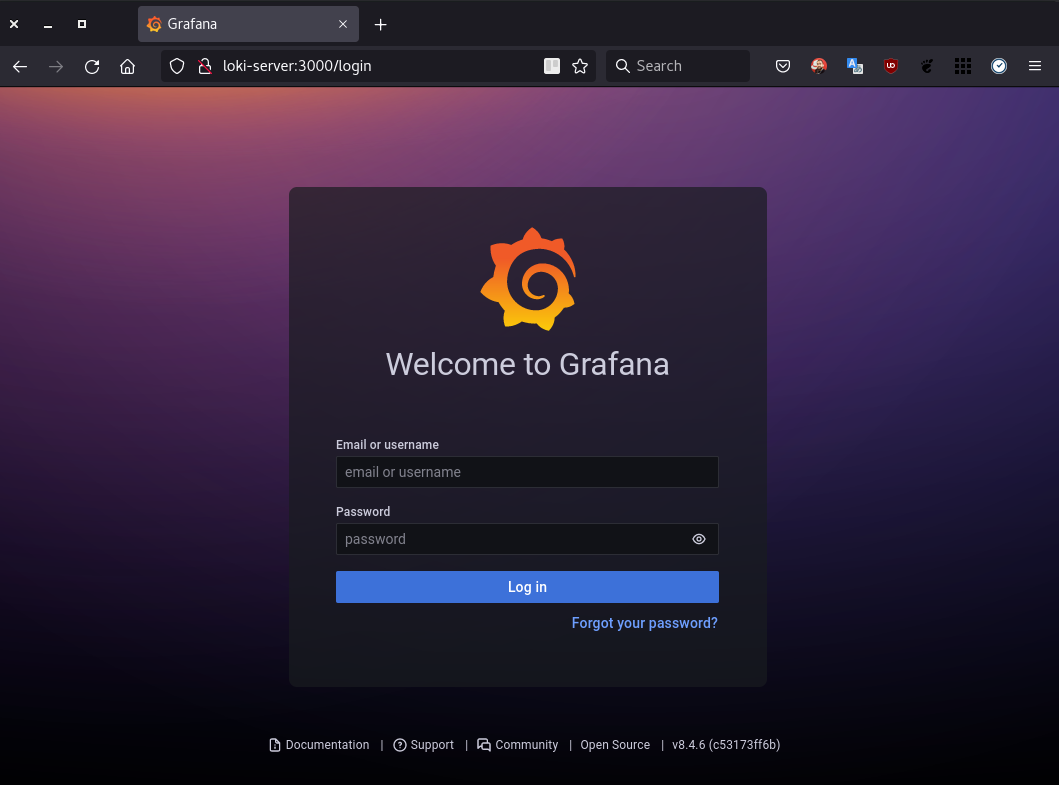 Grafana
loki-server:3000/login
Search
Welcome to Grafana
Email or username
email or username
Password
password
Log in
Forgot your password?
Documentation | Support | Community | Open Source | v8.4.6 (c53173ff6b)